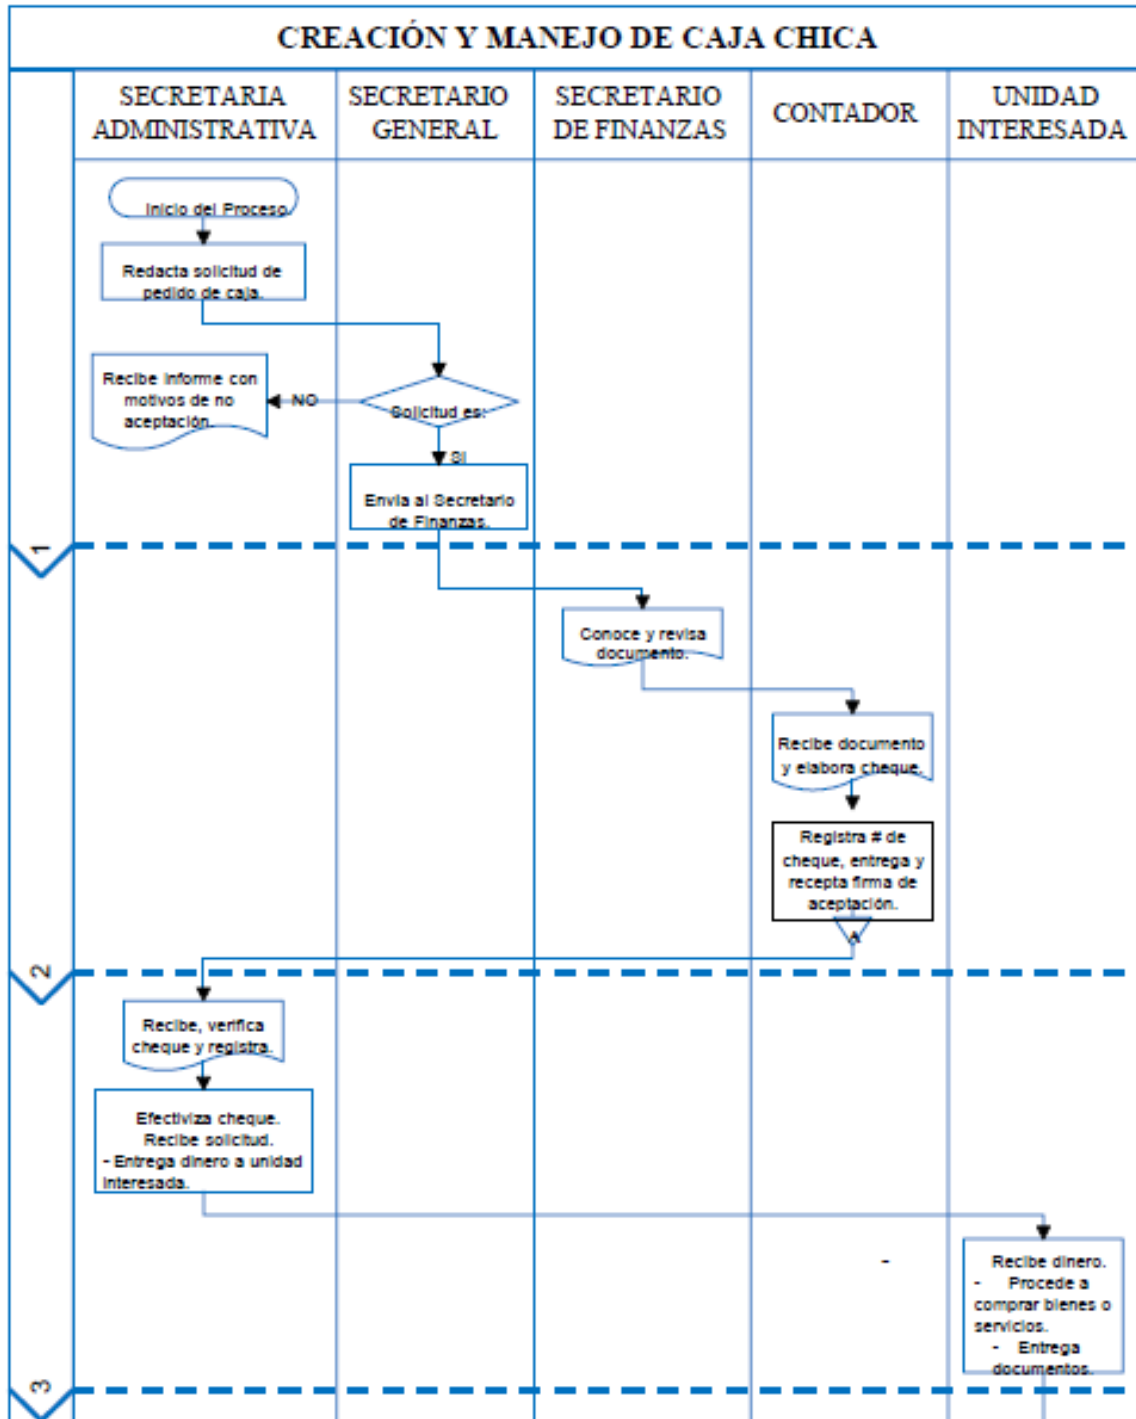 CREACIÓN Y MANEJO DE CAJA CHICA
SECRETARIA
ADMINISTRATIVA
SECRETARIO
GENERAL
SECRETARIO
DE FINANZAS
CONTADOR
UNIDAD
INTERESADA
Inicio del Proceso.
Redacta solicitud de
pedido de caja.
Recibe informe con
motivos de no
aceptación.
NO
Solicitud es:
SI
Envia al Secretario
de Finanzas.
1
Conoce y revisa
documento.
Recibe documento
y elabora cheque.
Registra # de
cheque, entrega y
recepta firma de
aceptación.
A
2
Recibe, verifica
cheque y registra.
Efectiviza cheque.
Recibe solicitud.
- Entrega dinero a unidad
interesada.
-
Recibe dinero.
- Procede a
comprar bienes o
servicios.
- Entrega
documentos.
3